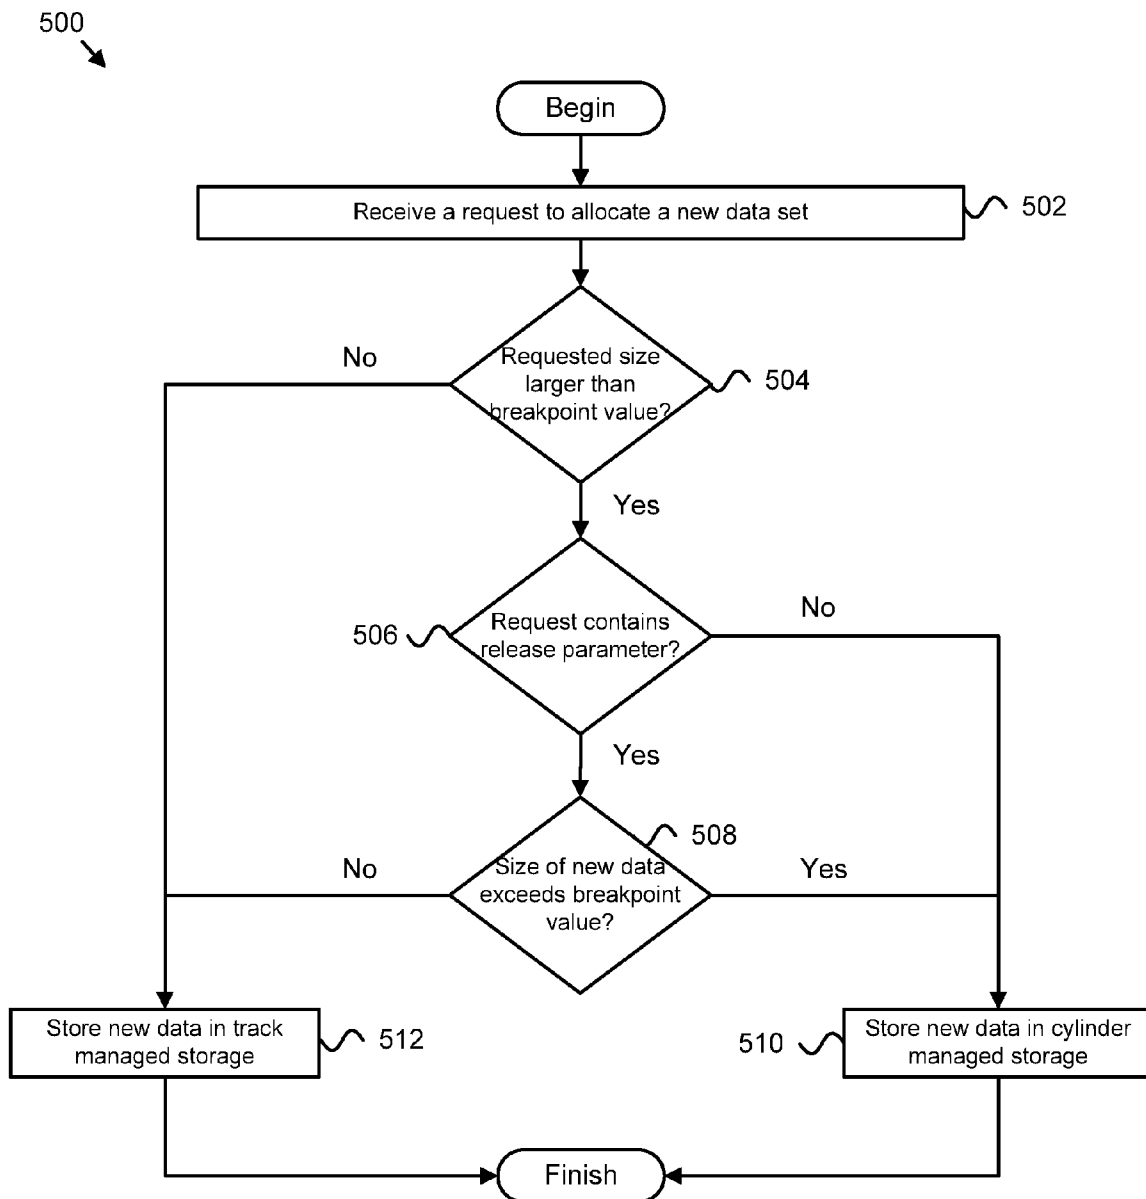 500
Begin
Receive a request to allocate a new data set
502
No
Requested size
larger than
breakpoint value?
504
Yes
506
Request contains
release parameter?
No
Yes
508
No
Size of new data
exceeds breakpoint
value?
Yes
Store new data in track
managed storage
512
510
Store new data in cylinder
managed storage
Finish